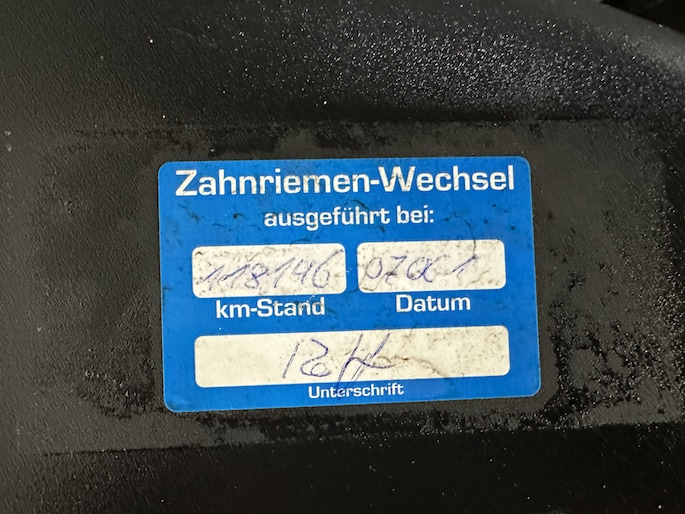 Zahnriemen-Wechsel
ausgeführt bei:
118146
km-Stand Datum
Unterschrift